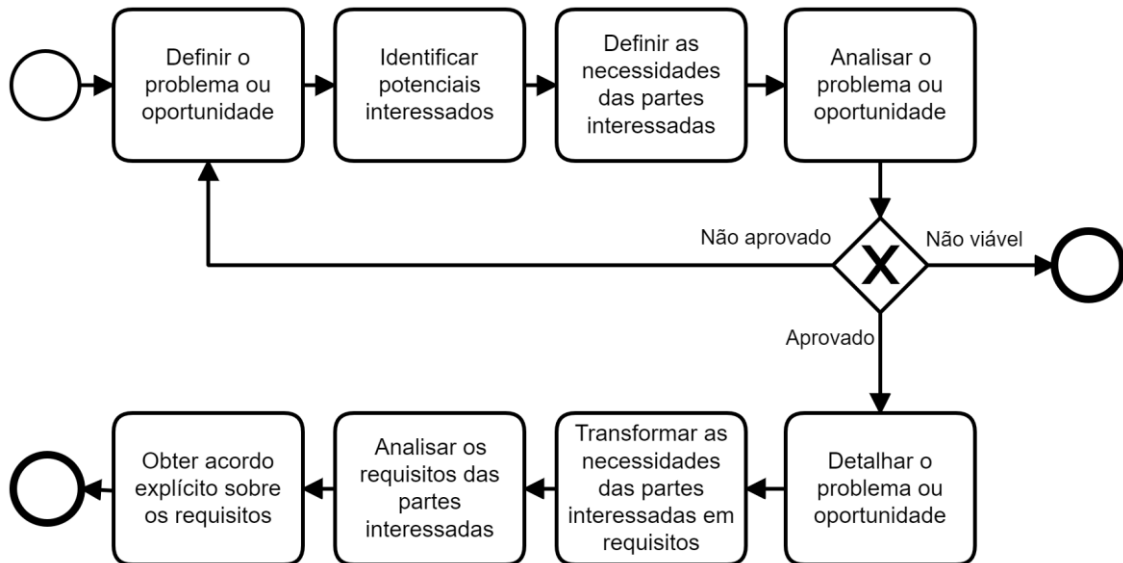 Definir o
problema ou
oportunidade
Identificar
potenciais
interessados
Definir as
necessidades
das partes
interessadas
Analisar o
problema ou
oportunidade
Não aprovado
Não viável
Aprovado
Detalhar o
problema ou
oportunidade
Transformar as
necessidades
das partes
interessadas em
requisitos
Analisar os
requisitos das
partes
interessadas
Obter acordo
explícito sobre
os requisitos